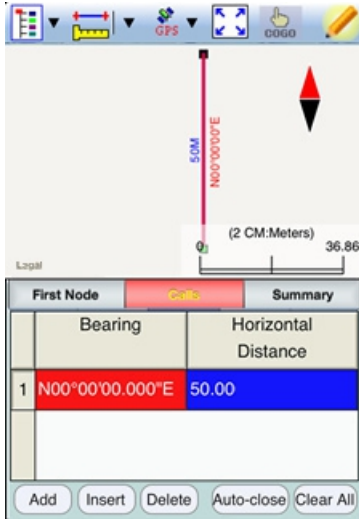 GPS
COGO
50M
N00°00'00"E
(2 CM:Meters)
0
36.86
Legal
First Node
Calls
Summary
Bearing
Horizontal
Distance
1
N00°00'00.000"E
50.00
Add
Insert
Delete
Auto-close
Clear All